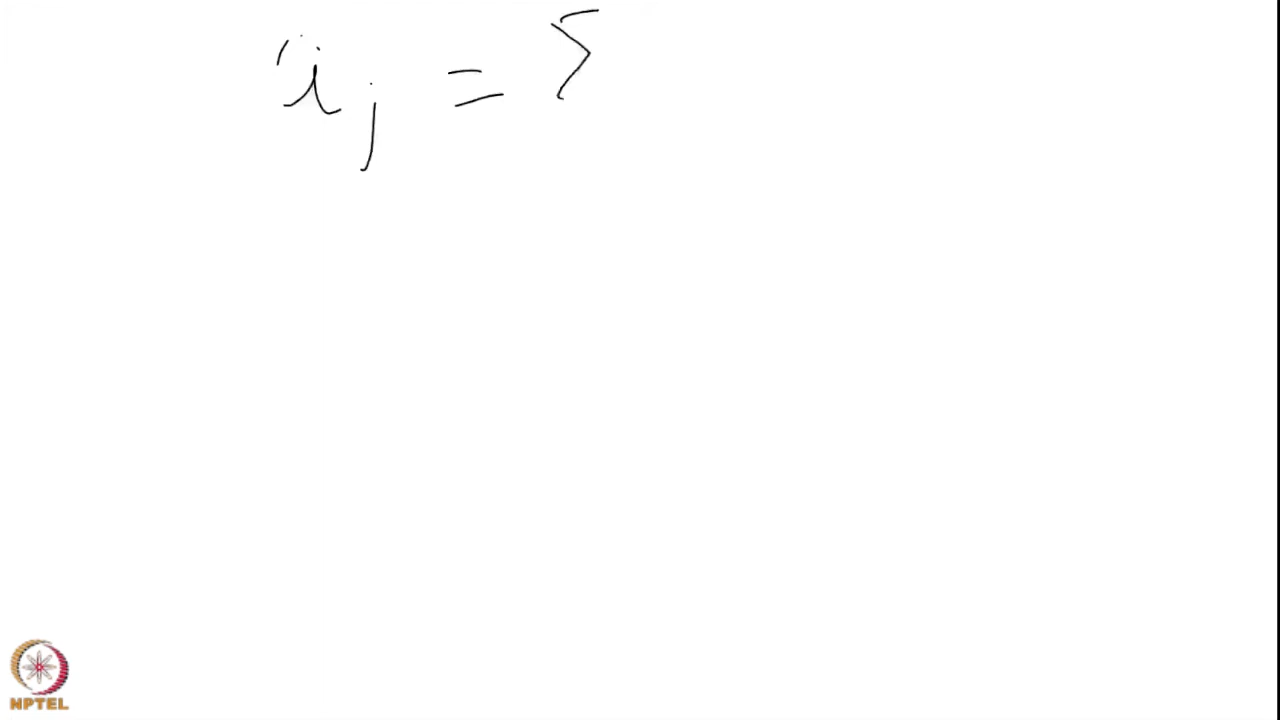 i_j = Σ
NPTEL